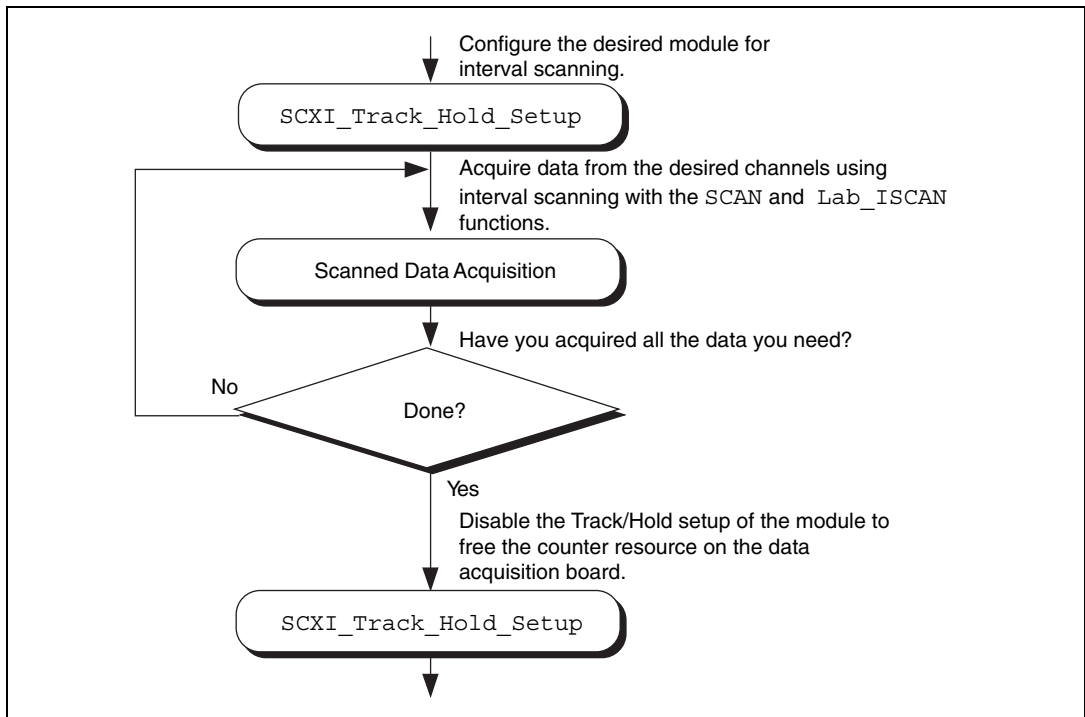 Configure the desired module for
interval scanning.
SCXI_Track_Hold_Setup
Acquire data from the desired channels using
interval scanning with the SCAN and Lab_ISCAN
functions.
Scanned Data Acquisition
Have you acquired all the data you need?
No
Done?
Yes
Disable the Track/Hold setup of the module to
free the counter resource on the data
acquisition board.
SCXI_Track_Hold_Setup